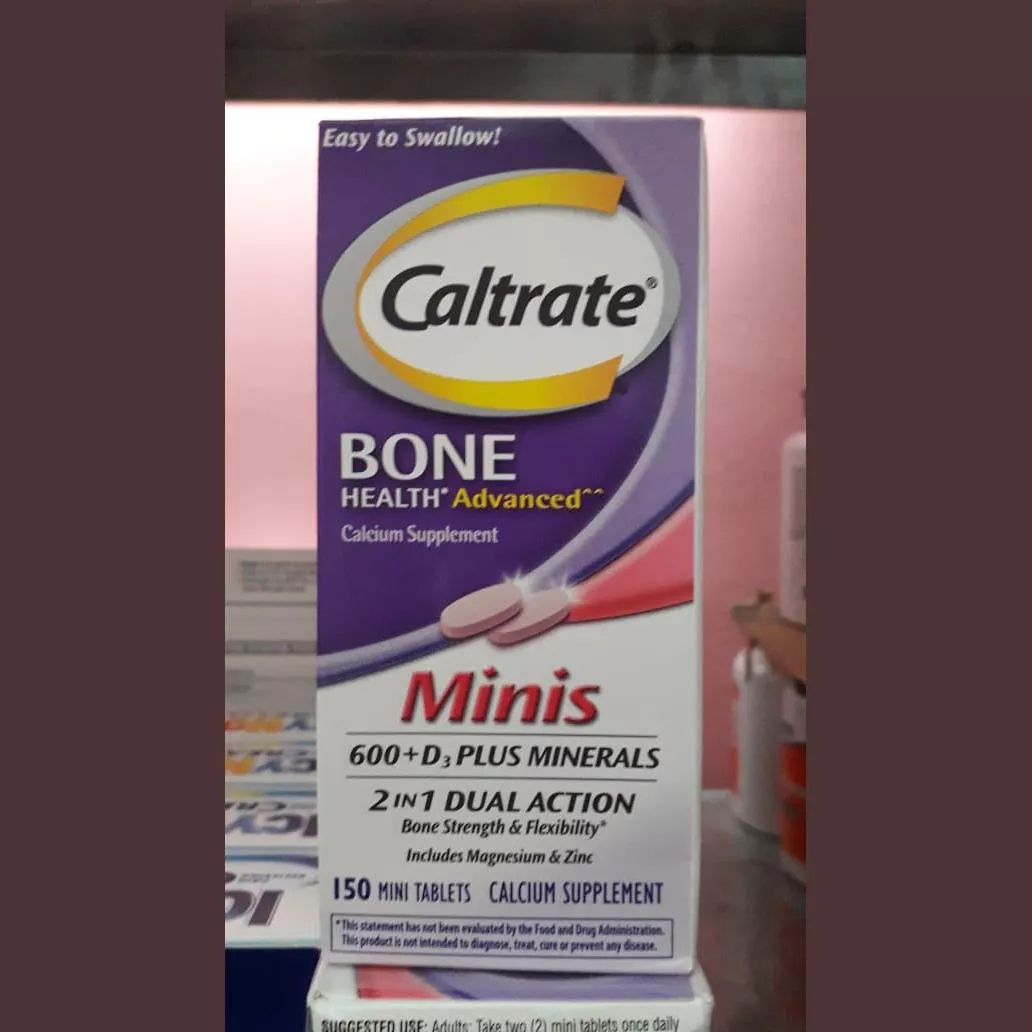 Easy to Swallow!
Caltrate®
BONE
HEALTH* Advanced^^
Calcium Supplement
Minis
600+D3 PLUS MINERALS
2 IN 1 DUAL ACTION
Bone Strength & Flexibility*
Includes Magnesium & Zinc
150 MINI TABLETS CALCIUM SUPPLEMENT
*This statement has not been evaluated by the Food and Drug Administration.
This product is not intended to diagnose, treat, cure or prevent any disease.
SUGGESTED USE: Adults: Take two (2) mini tablets once daily